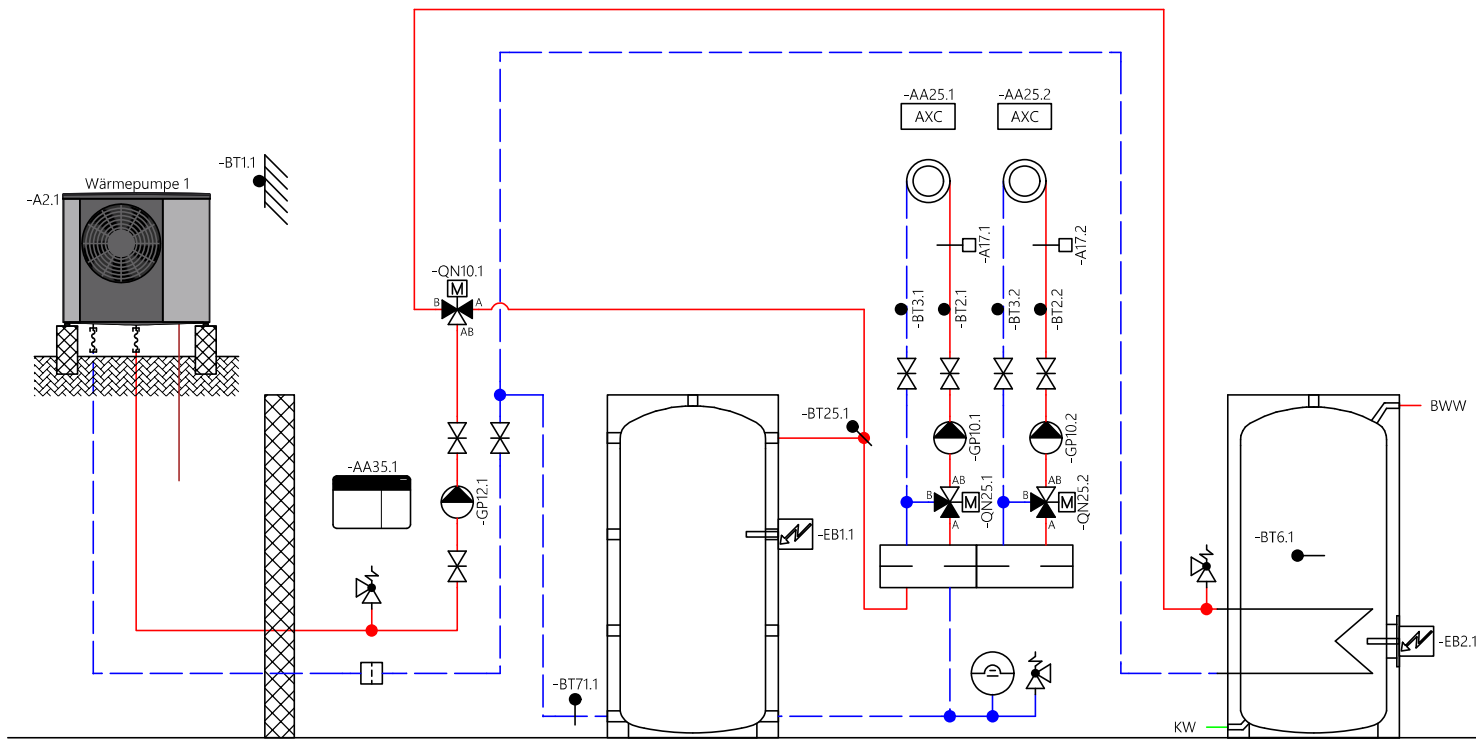 -AA25.1
-AA25.2
AXC
AXC
-BT1.1
Wärmepumpe 1
-A2.1
-A17.1
-A17.2
-QN10.1
M
B
A
AB
-BT3.1
-BT2.1
-BT3.2
-BT2.2
-BT25.1
BWW
-GP10.1
-GP10.2
-AA35.1
-GP12.1
AB
B
M
A
-QN25.1
AB
B
M
A
-QN25.2
-EB1.1
-BT6.1
-EB2.1
-BT71.1
KW